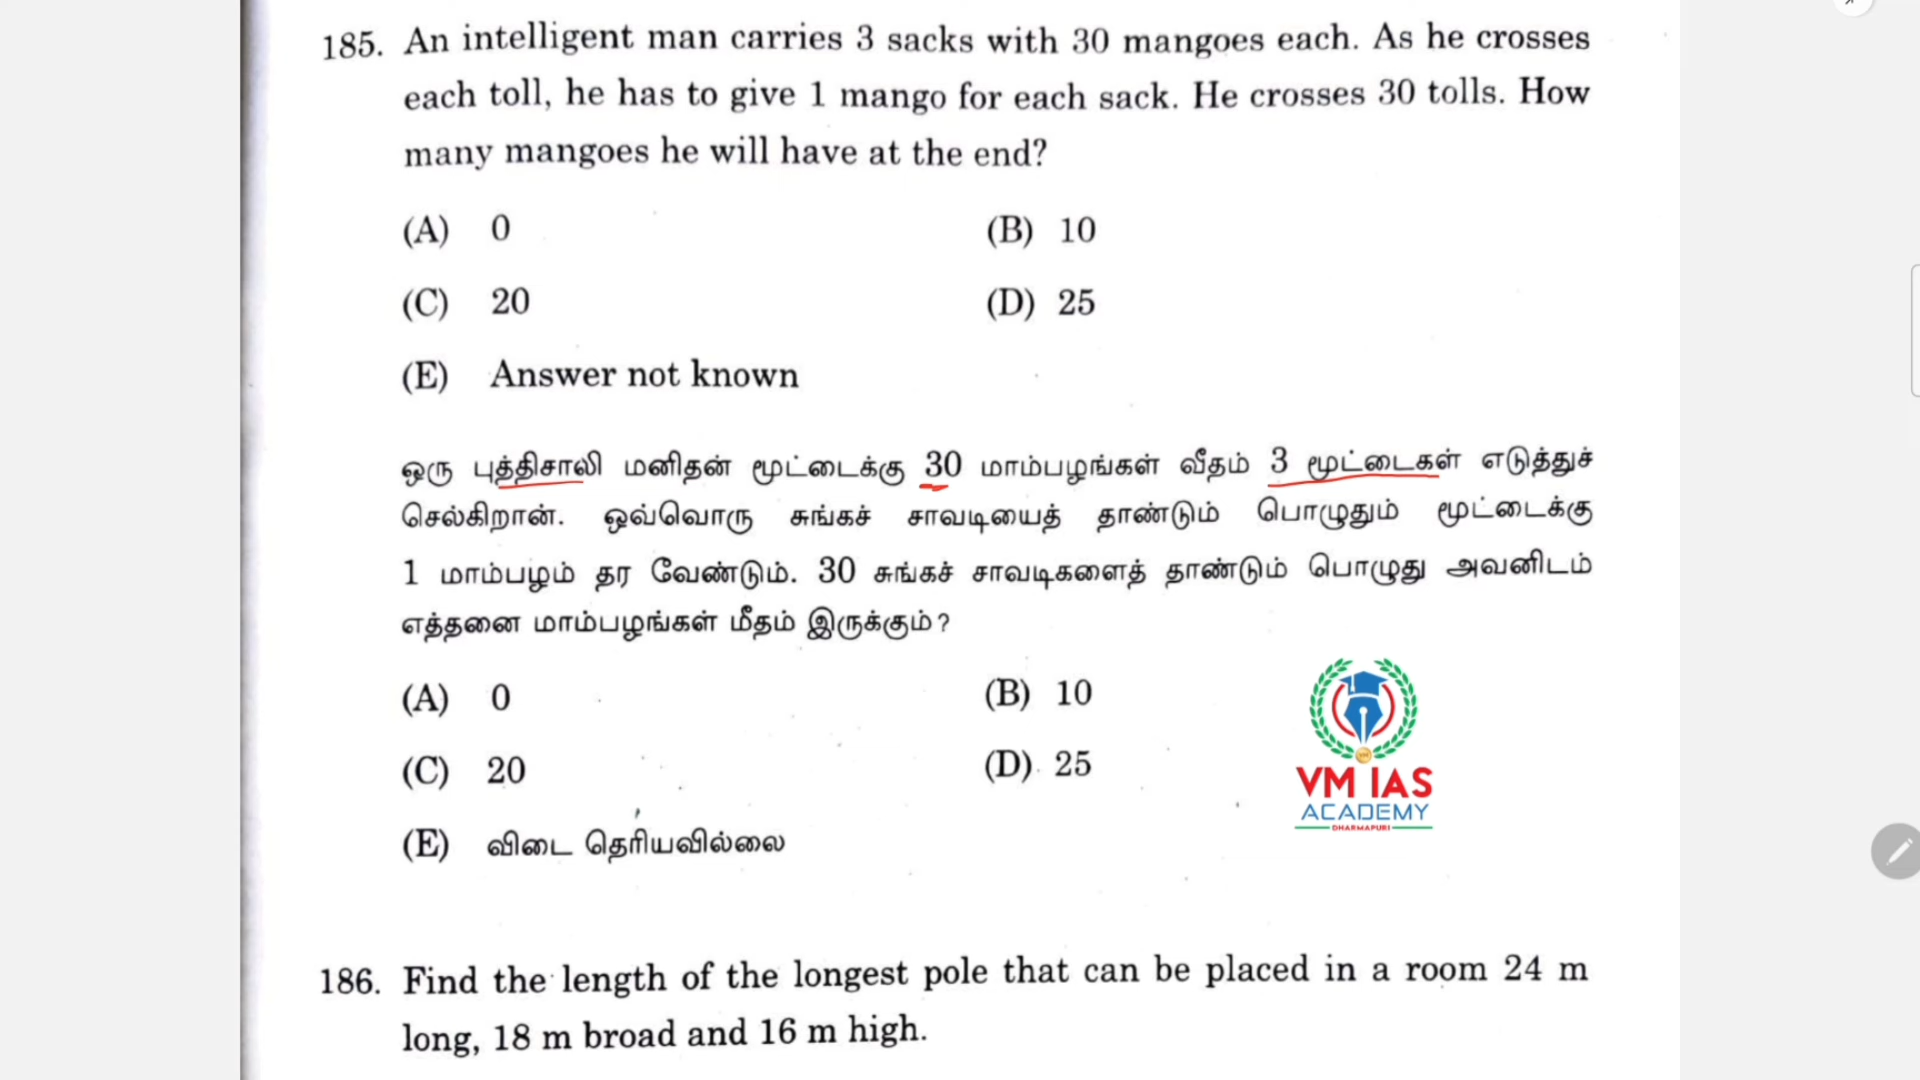 185. An intelligent man carries 3 sacks with 30 mangoes each. As he crosses
each toll, he has to give 1 mango for each sack. He crosses 30 tolls. How
many mangoes he will have at the end?
(A) 0 (B) 10
(C) 20 (D) 25
(E) Answer not known
ஒரு புத்திசாலி மனிதன் மூட்டைக்கு 30 மாம்பழங்கள் வீதம் 3 மூட்டைகள் எடுத்துச்
செல்கிறான். ஒவ்வொரு சுங்கச் சாவடியைத் தாண்டும் பொழுதும் மூட்டைக்கு
1 மாம்பழம் தர வேண்டும். 30 சுங்கச் சாவடிகளைத் தாண்டும் பொழுது அவனிடம்
எத்தனை மாம்பழங்கள் மீதம் இருக்கும்?
(A) 0 (B) 10
(C) 20 (D) 25
(E) விடை தெரியவில்லை
VM IAS
ACADEMY
DHARMAPURI
186. Find the length of the longest pole that can be placed in a room 24 m
long, 18 m broad and 16 m high.